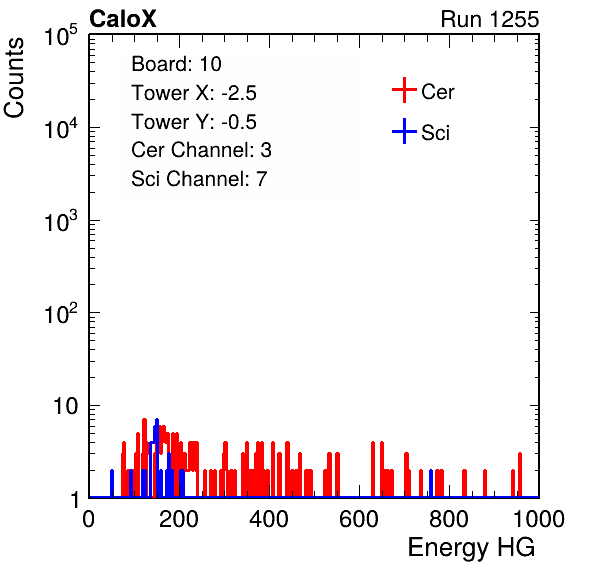 CaloX Run 1255
Counts
Board: 10
Tower X: -2.5
Tower Y: -0.5
Cer Channel: 3
Sci Channel: 7
Cer
Sci
10^5
10^4
10^3
10^2
10
1
0 200 400 600 800 1000
Energy HG